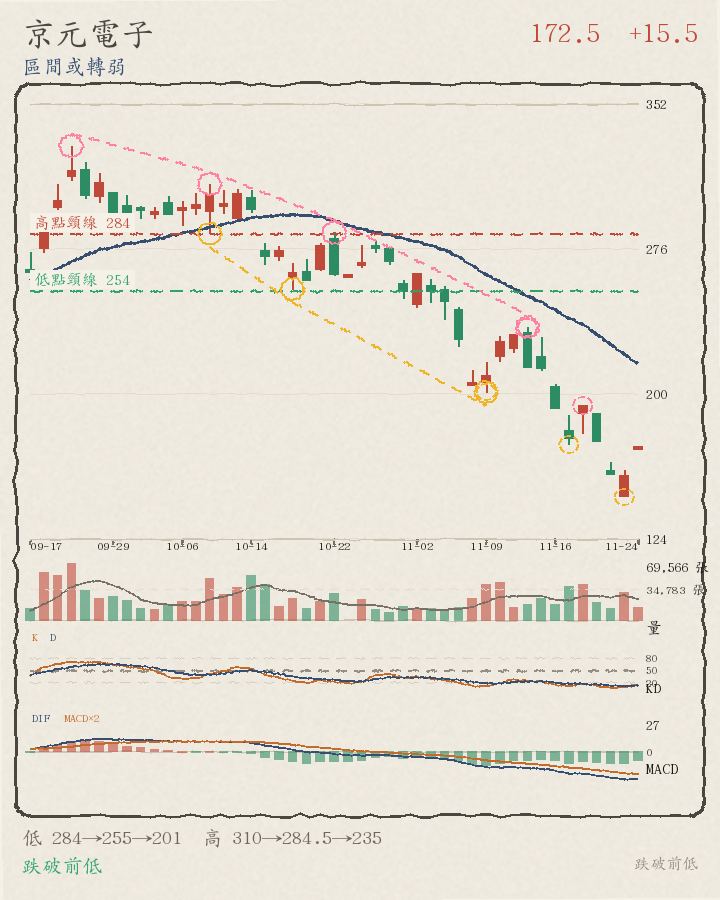 京元電子
172.5 +15.5
區間或轉弱
352
高點頸線 284
276
低點頸線 254
200
124
09-17 09-29 10-06 10-14 10-22 11-02 11-09 11-16 11-24
69,566 張
34,783 張
量
K D
80
50
20
KD
DIF MACD×2
27
0
MACD
低 284→255→201 高 310→284.5→235
跌破前低
跌破前低